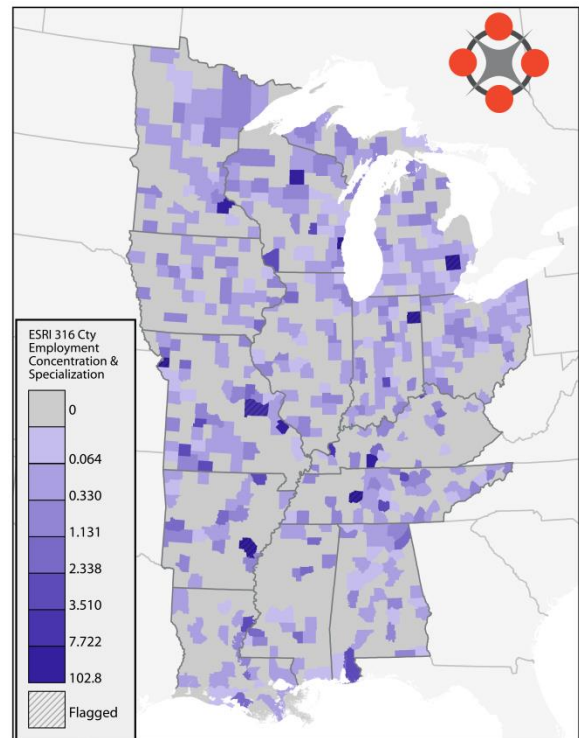 ESRI 316 Cty
Employment
Concentration &
Specialization
0
0.064
0.330
1.131
2.338
3.510
7.722
102.8
Flagged